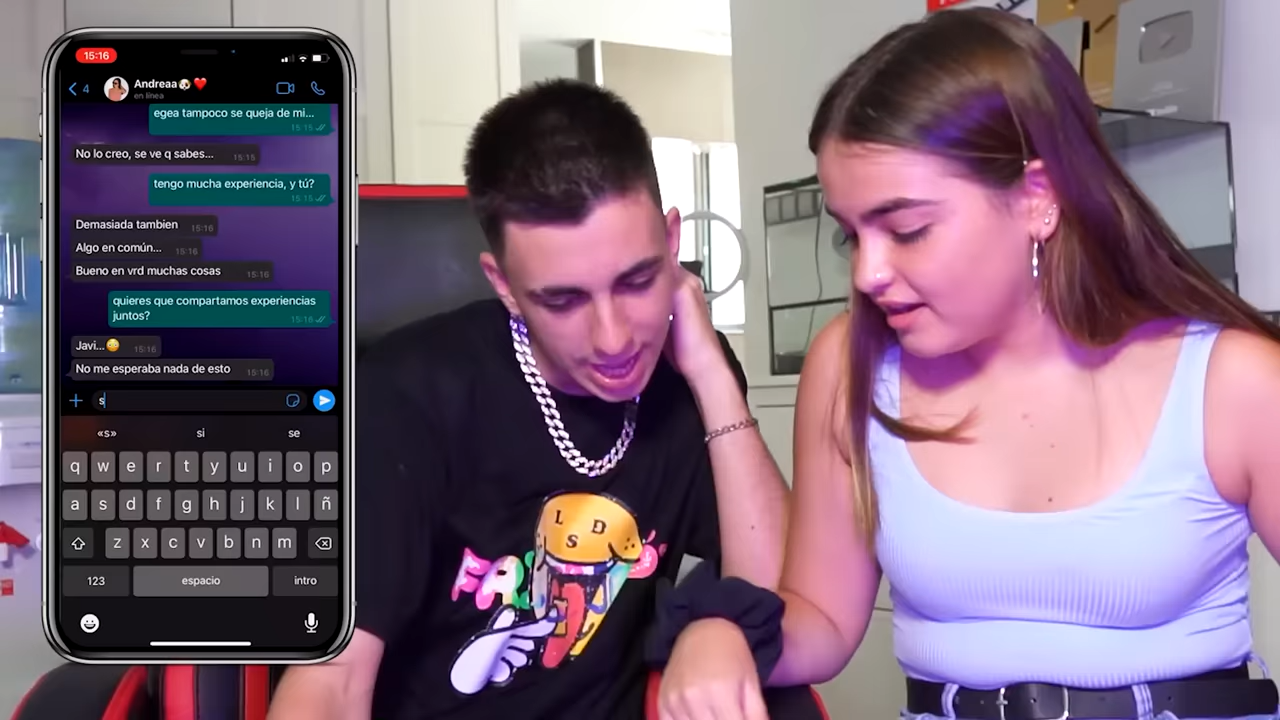 15:16
4
Andreaa🐶❤️
en línea
egea tampoco se queja de mi...
15:15
No lo creo, se ve q sabes...
15:15
tengo mucha experiencia, y tú?
15:15
Demasiada tambien
15:16
Algo en común...
15:16
Bueno en vrd muchas cosas
15:16
quieres que compartamos experiencias
juntos?
15:16
Javi...😳
15:16
No me esperaba nada de esto
15:16
s
«s» si se
q w e r t y u i o p
a s d f g h j k l ñ
z x c v b n m
123 espacio intro
L D
S